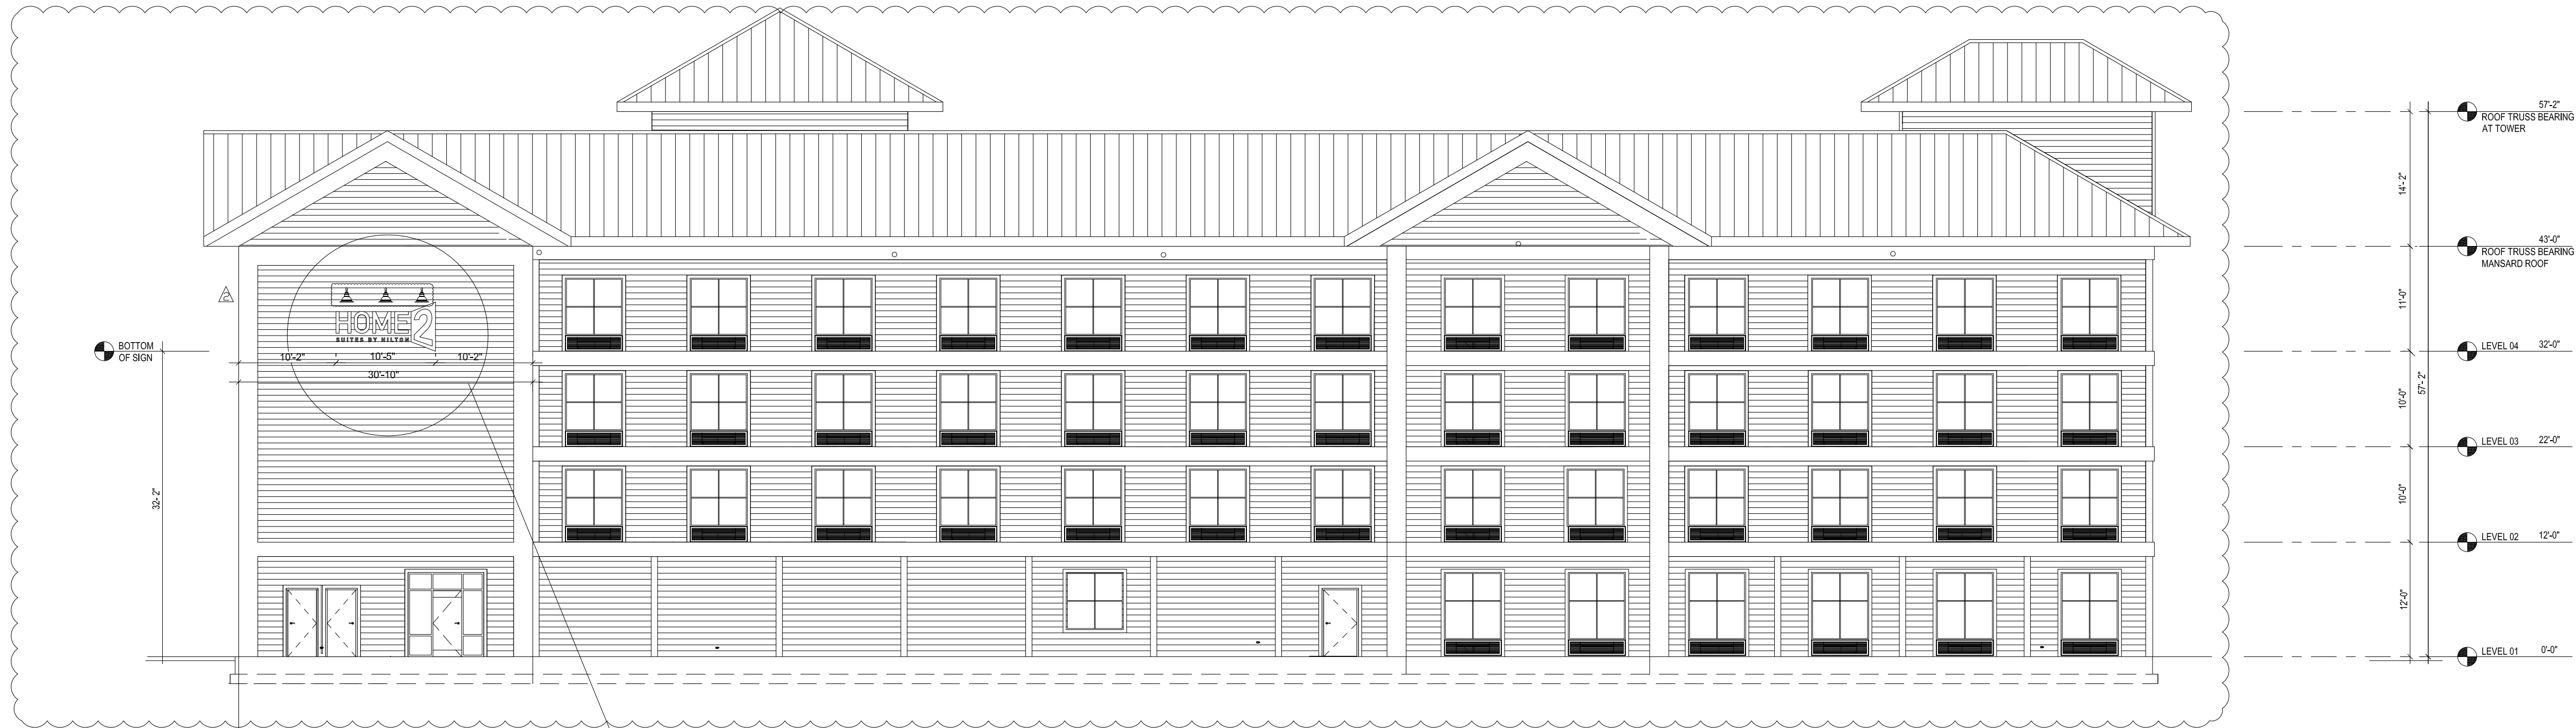 57'-2"
ROOF TRUSS BEARING
AT TOWER
14'- 2"
43'-0"
ROOF TRUSS BEARING
MANSARD ROOF
2
11'-0"
HOME2
SUITES BY HILTON
BOTTOM
OF SIGN
10'-2" 10'-5" 10'-2"
30'-10"
LEVEL 04 32'-0"
57'- 2"
10'-0"
LEVEL 03 22'-0"
32'- 2"
10'-0"
LEVEL 02 12'-0"
12'-0"
LEVEL 01 0'-0"